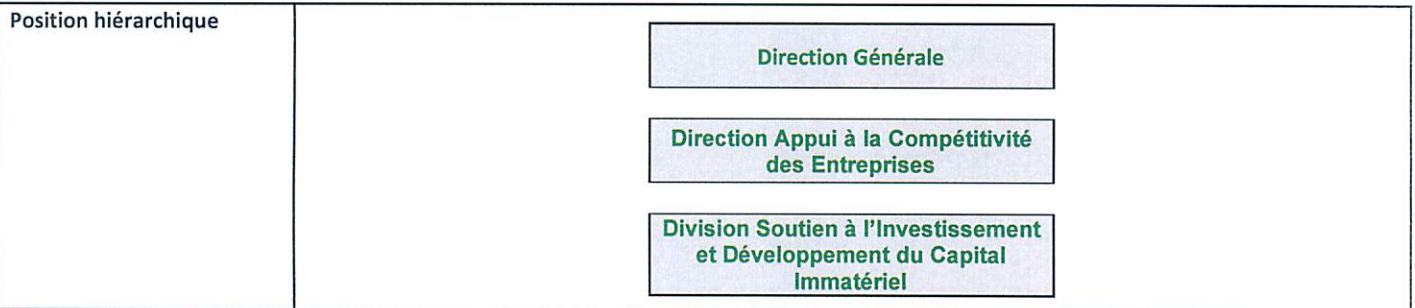 Position hiérarchique
Direction Générale
Direction Appui à la Compétitivité
des Entreprises
Division Soutien à l'Investissement
et Développement du Capital
Immatériel